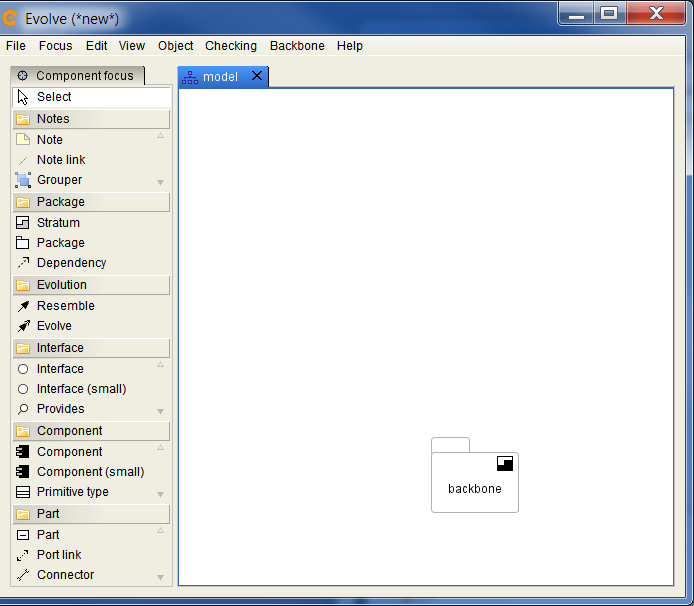 Evolve (*new*)
File Focus Edit View Object Checking Backbone Help
Component focus
model
Select
Notes
Note
Note link
Grouper
Package
Stratum
Package
Dependency
Evolution
Resemble
Evolve
Interface
Interface
Interface (small)
Provides
Component
Component
Component (small)
Primitive type
Part
Part
Port link
Connector
backbone